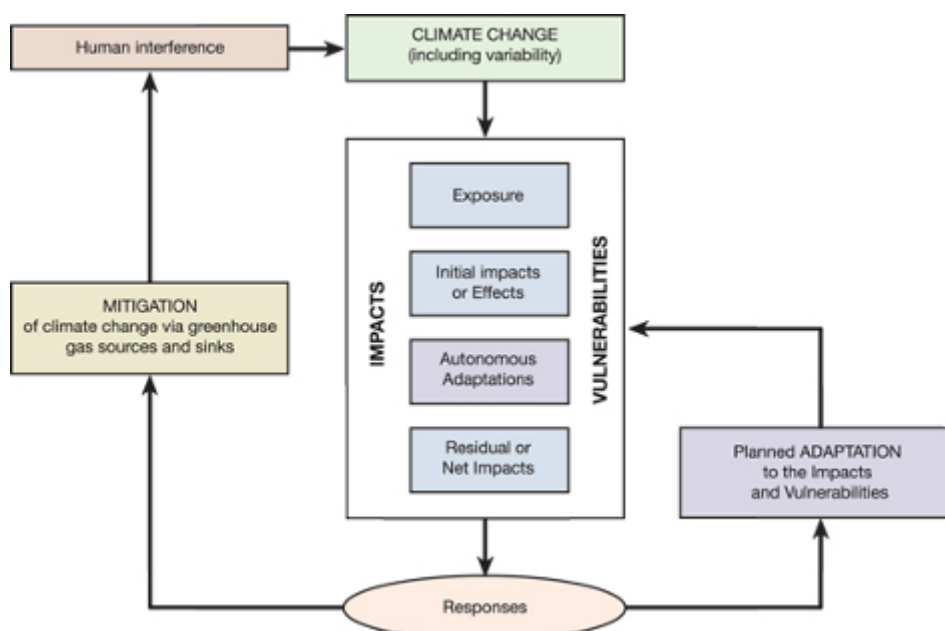 Human interference
CLIMATE CHANGE
(including variability)
IMPACTS
Exposure
Initial impacts
or Effects
Autonomous
Adaptations
Residual or
Net Impacts
VULNERABILITIES
MITIGATION
of climate change via greenhouse
gas sources and sinks
Planned ADAPTATION
to the Impacts
and Vulnerabilities
Responses